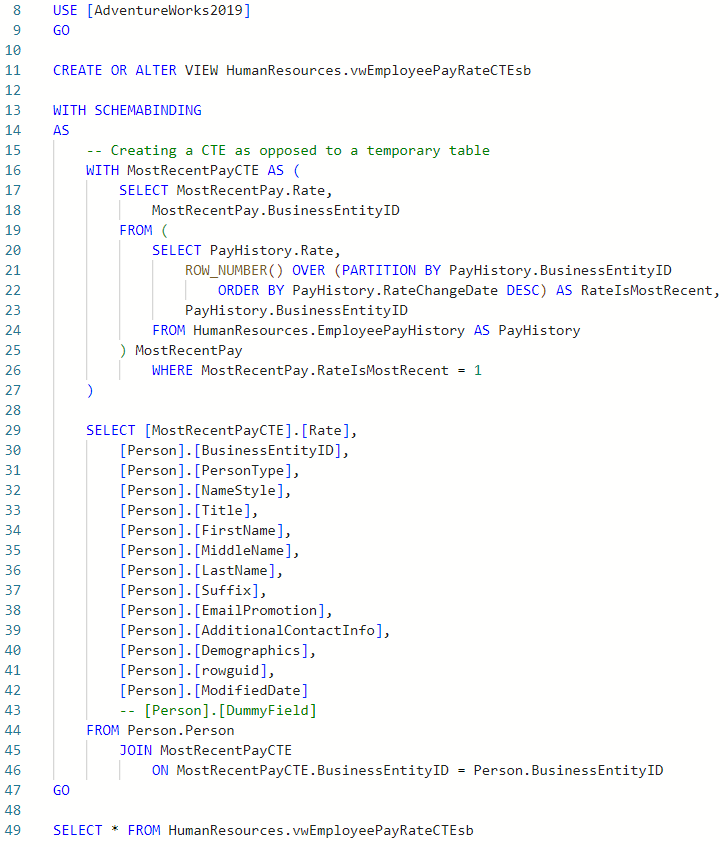 8 USE [AdventureWorks2019]
9 GO
10
11 CREATE OR ALTER VIEW HumanResources.vwEmployeePayRateCTEsb
12
13 WITH SCHEMABINDING
14 AS
15 -- Creating a CTE as opposed to a temporary table
16 WITH MostRecentPayCTE AS (
17 SELECT MostRecentPay.Rate,
18 MostRecentPay.BusinessEntityID
19 FROM (
20 SELECT PayHistory.Rate,
21 ROW_NUMBER() OVER (PARTITION BY PayHistory.BusinessEntityID
22 ORDER BY PayHistory.RateChangeDate DESC) AS RateIsMostRecent,
23 PayHistory.BusinessEntityID
24 FROM HumanResources.EmployeePayHistory AS PayHistory
25 ) MostRecentPay
26 WHERE MostRecentPay.RateIsMostRecent = 1
27 )
28
29 SELECT [MostRecentPayCTE].[Rate],
30 [Person].[BusinessEntityID],
31 [Person].[PersonType],
32 [Person].[NameStyle],
33 [Person].[Title],
34 [Person].[FirstName],
35 [Person].[MiddleName],
36 [Person].[LastName],
37 [Person].[Suffix],
38 [Person].[EmailPromotion],
39 [Person].[AdditionalContactInfo],
40 [Person].[Demographics],
41 [Person].[rowguid],
42 [Person].[ModifiedDate]
43 -- [Person].[DummyField]
44 FROM Person.Person
45 JOIN MostRecentPayCTE
46 ON MostRecentPayCTE.BusinessEntityID = Person.BusinessEntityID
47 GO
48
49 SELECT * FROM HumanResources.vwEmployeePayRateCTEsb